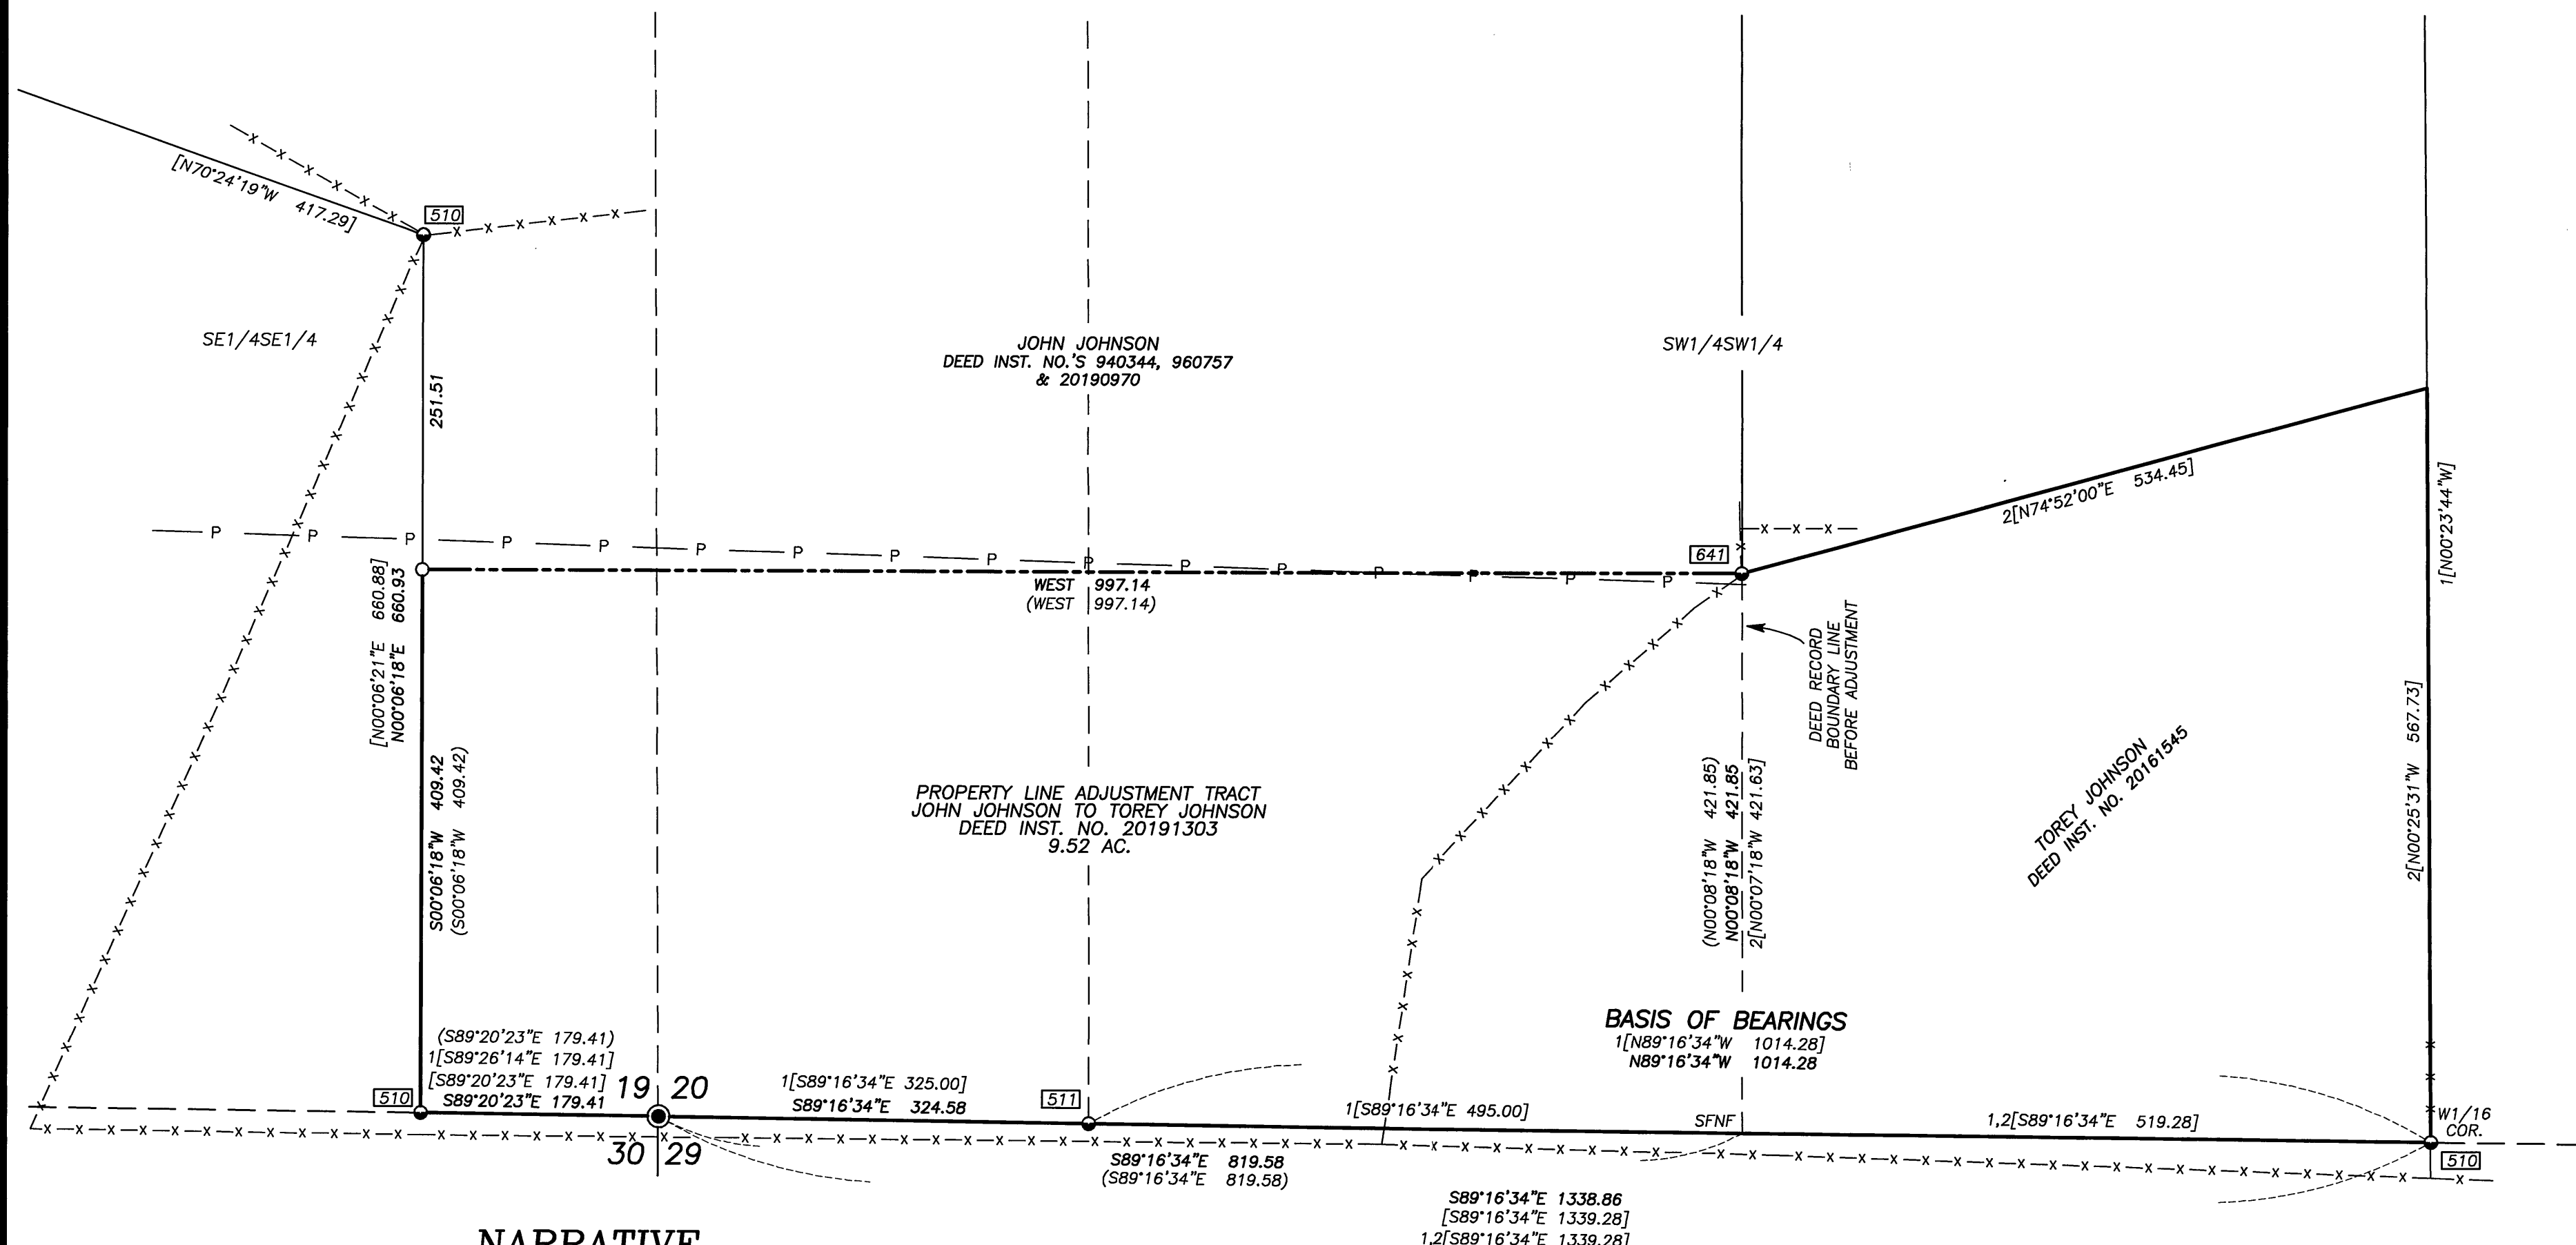 [N70°24'19"W 417.29]
510
SE1/4SE1/4
251.51
JOHN JOHNSON
DEED INST. NO.'S 940344, 960757
& 20190970
SW1/4SW1/4
2[N74°52'00"E 534.45]
1[N00°23'44"W]
P P P P P P P P P P P P P P P P
641
WEST 997.14
(WEST 997.14)
[N00°06'21"E 660.88]
N00°06'18"E 660.93
DEED RECORD
BOUNDARY LINE
BEFORE ADJUSTMENT
S00°06'18"W 409.42
(S00°06'18"W 409.42)
PROPERTY LINE ADJUSTMENT TRACT
JOHN JOHNSON TO TOREY JOHNSON
DEED INST. NO. 20191303
9.52 AC.
(N00°08'18"W 421.85)
N00°08'18"W 421.85
2[N00°07'18"W 421.63]
TOREY JOHNSON
DEED INST. NO. 20161545
2[N00°25'31"W 567.73]
BASIS OF BEARINGS
1[N89°16'34"W 1014.28]
N89°16'34"W 1014.28
(S89°20'23"E 179.41)
1[S89°26'14"E 179.41]
[S89°20'23"E 179.41]
S89°20'23"E 179.41
510
19 20
30 29
1[S89°16'34"E 325.00]
S89°16'34"E 324.58
511
1[S89°16'34"E 495.00]
SFNF
1,2[S89°16'34"E 519.28]
W1/16
COR.
510
S89°16'34"E 819.58
(S89°16'34"E 819.58)
S89°16'34"E 1338.86
[S89°16'34"E 1339.28]
1,2[S89°16'34"E 1339.28]
NARRATIVE